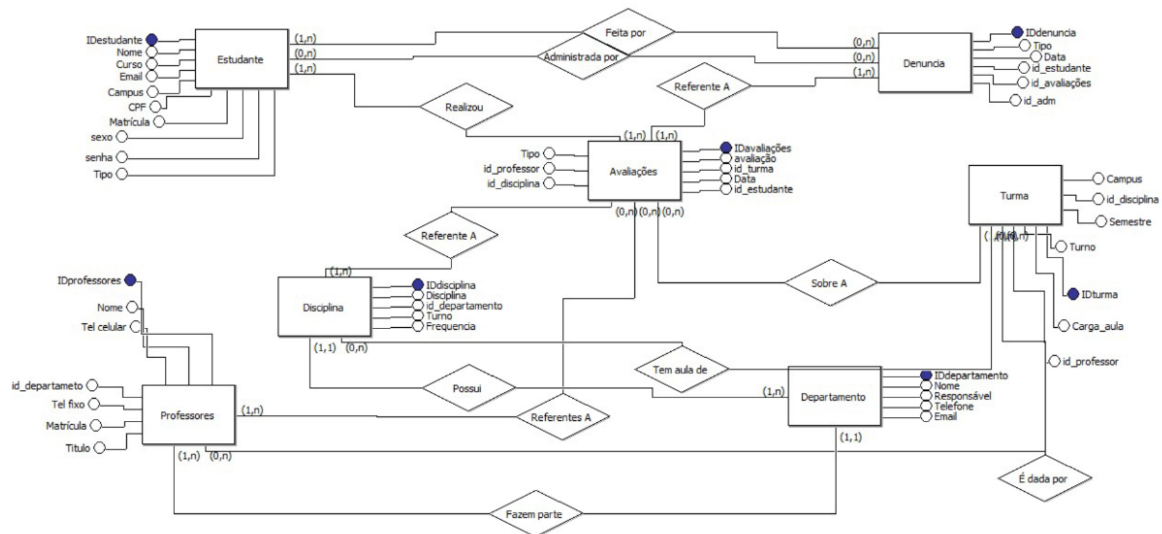 IDestudante
Nome
Curso
Email
Campus
CPF
Matrícula
sexo
senha
Tipo
Estudante
(1,n)
(0,n)
(1,n)
Feita por
Administrada por
Realizou
(0,n)
(0,n)
(1,n)
Denuncia
IDdenuncia
Tipo
Data
id_estudante
id_avaliações
id_adm
Referente A
(1,n)
(1,n)
Tipo
id_professor
id_disciplina
Avaliações
IDavaliações
avaliação
id_turma
Data
id_estudante
(0,n)
(0,n)
(0,n)
Turma
Campus
id_disciplina
Semestre
Turno
IDturma
Carga_aula
id_professor
Referente A
Sobre A
(1,n)
Disciplina
IDdisciplina
Disciplina
id_departamento
Turno
Frequencia
(1,1)
(0,n)
IDprofessores
Nome
Tel celular
id_departameto
Tel fixo
Matrícula
Titulo
Professores
(1,n)
(1,n)
(0,n)
Possui
Tem aula de
Referentes A
(1,n)
Departamento
IDdepartamento
Nome
Responsável
Telefone
Email
(1,1)
É dada por
Fazem parte